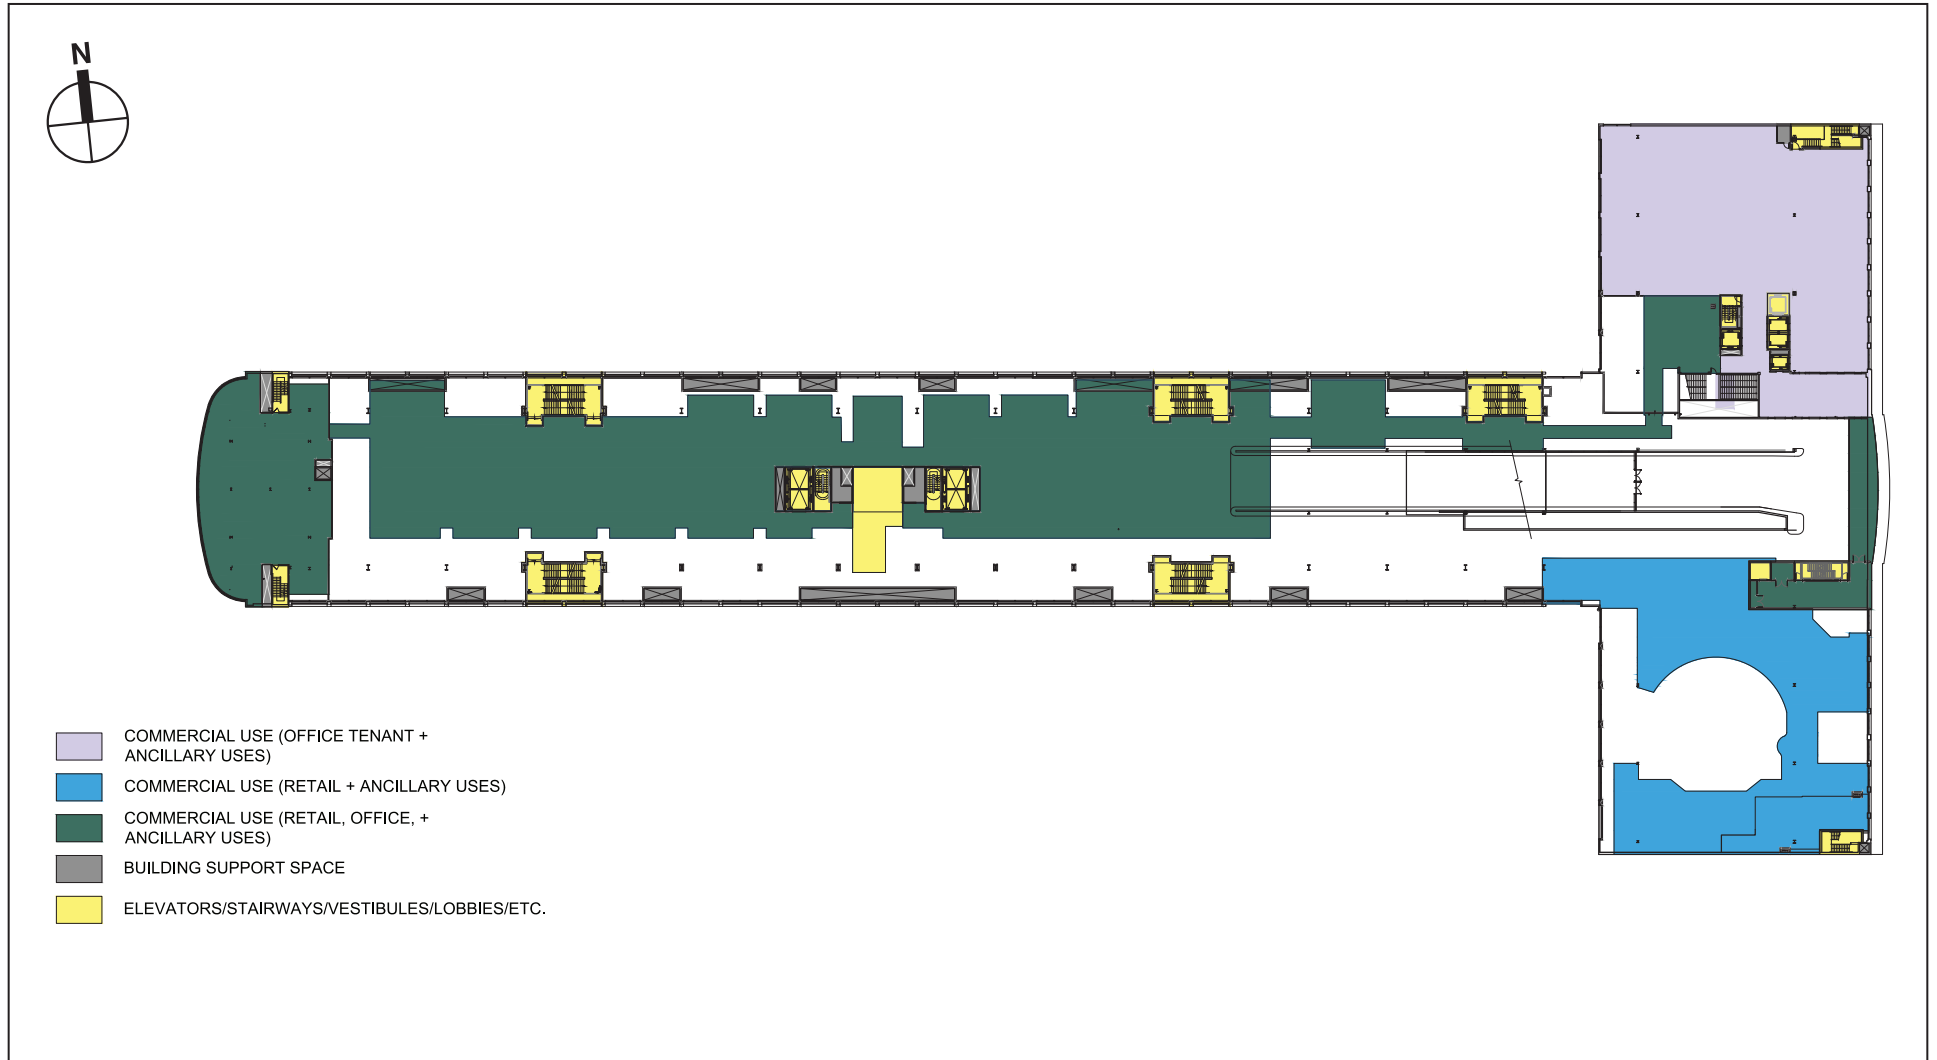 N
COMMERCIAL USE (OFFICE TENANT +
ANCILLARY USES)
COMMERCIAL USE (RETAIL + ANCILLARY USES)
COMMERCIAL USE (RETAIL, OFFICE, +
ANCILLARY USES)
BUILDING SUPPORT SPACE
ELEVATORS/STAIRWAYS/VESTIBULES/LOBBIES/ETC.